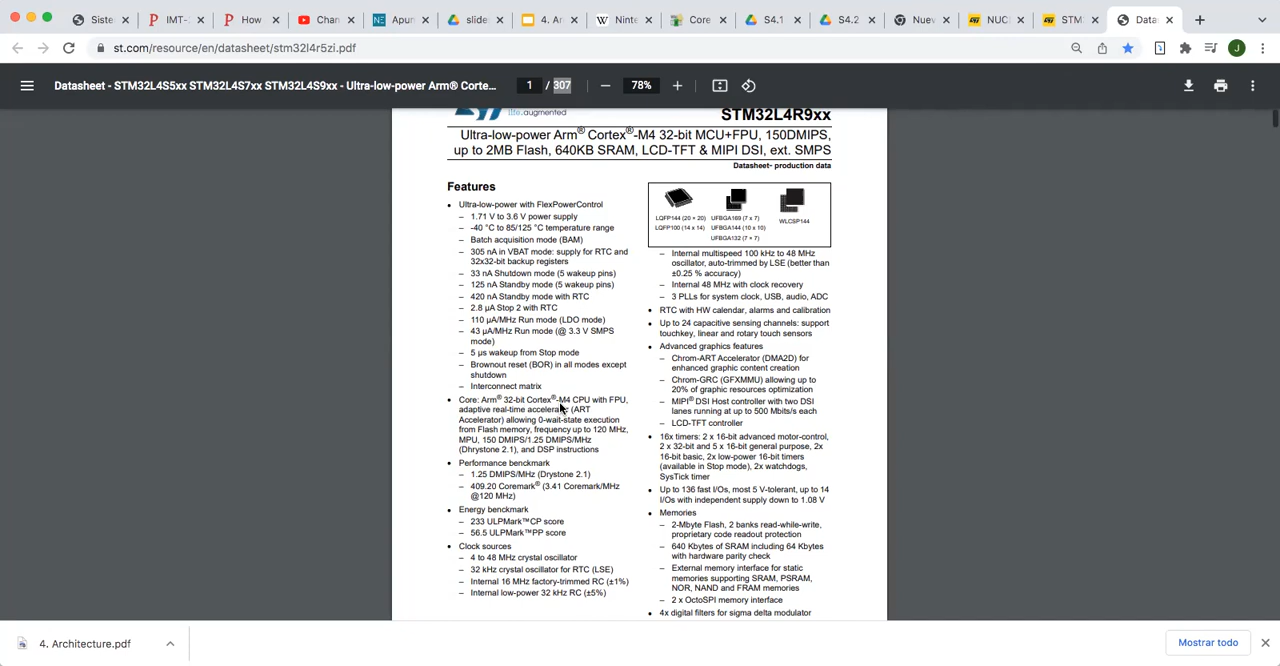 Siste
IMT-
How
Chan
Apun
slide
4. Ar
Ninte
Core
S4.1
S4.2
Nuev
NUC
STM
Data
st.com/resource/en/datasheet/stm32l4r5zi.pdf
J
Datasheet - STM32L4S5xx STM32L4S7xx STM32L4S9xx - Ultra-low-power Arm® Corte...
1 / 307
78%
life.augmented
STM32L4R9xx
Ultra-low-power Arm® Cortex®-M4 32-bit MCU+FPU, 150DMIPS,
up to 2MB Flash, 640KB SRAM, LCD-TFT & MIPI DSI, ext. SMPS
Datasheet- production data
Features
• Ultra-low-power with FlexPowerControl
– 1.71 V to 3.6 V power supply
– -40 °C to 85/125 °C temperature range
– Batch acquisition mode (BAM)
– 305 nA in VBAT mode: supply for RTC and
32x32-bit backup registers
– 33 nA Shutdown mode (5 wakeup pins)
– 125 nA Standby mode (5 wakeup pins)
– 420 nA Standby mode with RTC
– 2.8 μA Stop 2 with RTC
– 110 μA/MHz Run mode (LDO mode)
– 43 μA/MHz Run mode (@ 3.3 V SMPS
mode)
– 5 μs wakeup from Stop mode
– Brownout reset (BOR) in all modes except
shutdown
– Interconnect matrix
• Core: Arm® 32-bit Cortex®-M4 CPU with FPU,
adaptive real-time accelerator (ART
Accelerator) allowing 0-wait-state execution
from Flash memory, frequency up to 120 MHz,
MPU, 150 DMIPS/1.25 DMIPS/MHz
(Dhrystone 2.1), and DSP instructions
• Performance benchmark
– 1.25 DMIPS/MHz (Drystone 2.1)
– 409.20 Coremark® (3.41 Coremark/MHz
@120 MHz)
• Energy benchmark
– 233 ULPMark™CP score
– 56.5 ULPMark™PP score
• Clock sources
– 4 to 48 MHz crystal oscillator
– 32 kHz crystal oscillator for RTC (LSE)
– Internal 16 MHz factory-trimmed RC (±1%)
– Internal low-power 32 kHz RC (±5%)
LQFP144 (20 × 20)
LQFP100 (14 x 14)
UFBGA169 (7 x 7)
UFBGA144 (10 x 10)
UFBGA132 (7 × 7)
WLCSP144
– Internal multispeed 100 kHz to 48 MHz
oscillator, auto-trimmed by LSE (better than
±0.25 % accuracy)
– Internal 48 MHz with clock recovery
– 3 PLLs for system clock, USB, audio, ADC
• RTC with HW calendar, alarms and calibration
• Up to 24 capacitive sensing channels: support
touchkey, linear and rotary touch sensors
• Advanced graphics features
– Chrom-ART Accelerator (DMA2D) for
enhanced graphic content creation
– Chrom-GRC (GFXMMU) allowing up to
20% of graphic resources optimization
– MIPI® DSI Host controller with two DSI
lanes running at up to 500 Mbits/s each
– LCD-TFT controller
• 16x timers: 2 x 16-bit advanced motor-control,
2 x 32-bit and 5 x 16-bit general purpose, 2x
16-bit basic, 2x low-power 16-bit timers
(available in Stop mode), 2x watchdogs,
SysTick timer
• Up to 136 fast I/Os, most 5 V-tolerant, up to 14
I/Os with independent supply down to 1.08 V
• Memories
– 2-Mbyte Flash, 2 banks read-while-write,
proprietary code readout protection
– 640 Kbytes of SRAM including 64 Kbytes
with hardware parity check
– External memory interface for static
memories supporting SRAM, PSRAM,
NOR, NAND and FRAM memories
– 2 x OctoSPI memory interface
• 4x digital filters for sigma delta modulator
4. Architecture.pdf
Mostrar todo